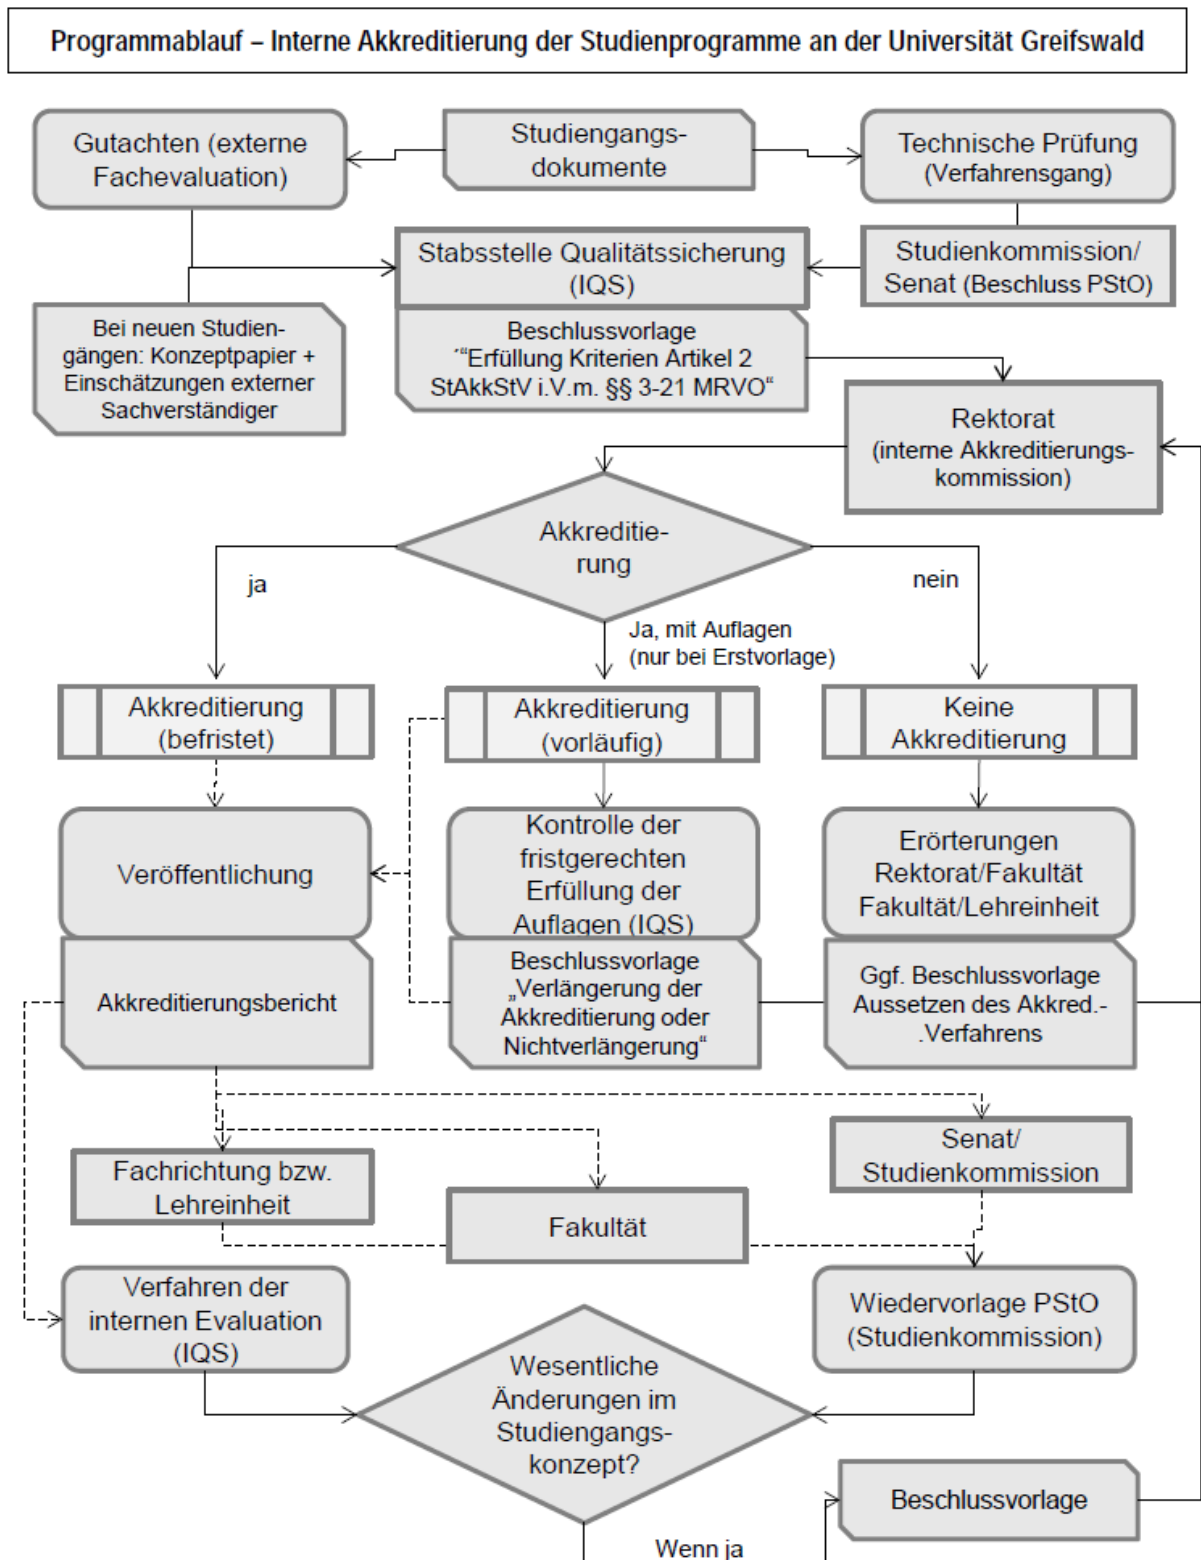 Programmablauf – Interne Akkreditierung der Studienprogramme an der Universität Greifswald
Gutachten (externe
Fachevaluation)
Studiengangs-
dokumente
Technische Prüfung
(Verfahrensgang)
Stabsstelle Qualitätssicherung
(IQS)
Studienkommission/
Senat (Beschluss PStO)
Bei neuen Studien-
gängen: Konzeptpapier +
Einschätzungen externer
Sachverständiger
Beschlussvorlage
´“Erfüllung Kriterien Artikel 2
StAkkStV i.V.m. §§ 3-21 MRVO“
Rektorat
(interne Akkreditierungs-
kommission)
Akkreditie-
rung
ja
nein
Ja, mit Auflagen
(nur bei Erstvorlage)
Akkreditierung
(befristet)
Akkreditierung
(vorläufig)
Keine
Akkreditierung
Veröffentlichung
Kontrolle der
fristgerechten
Erfüllung der
Auflagen (IQS)
Erörterungen
Rektorat/Fakultät
Fakultät/Lehreinheit
Akkreditierungsbericht
Beschlussvorlage
„Verlängerung der
Akkreditierung oder
Nichtverlängerung“
Ggf. Beschlussvorlage
Aussetzen des Akkred.-
.Verfahrens
Fachrichtung bzw.
Lehreinheit
Fakultät
Senat/
Studienkommission
Verfahren der
internen Evaluation
(IQS)
Wiedervorlage PStO
(Studienkommission)
Wesentliche
Änderungen im
Studiengangs-
konzept?
Beschlussvorlage
Wenn ja